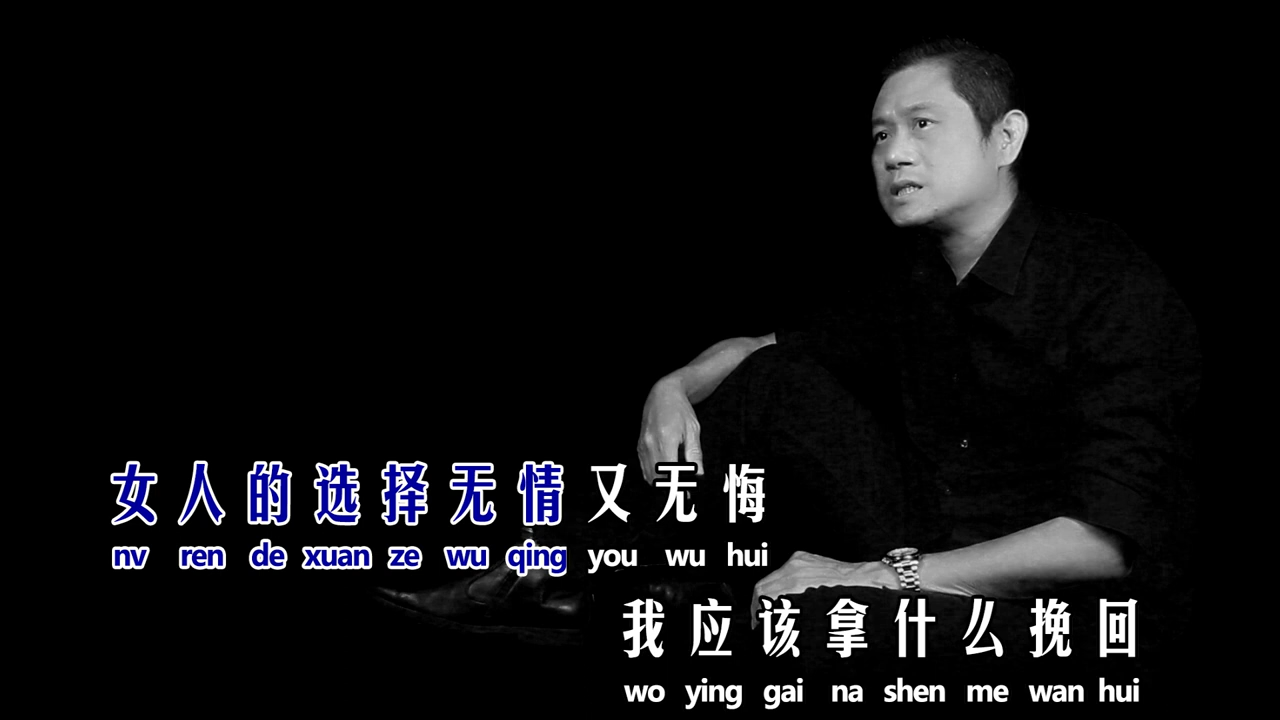 女人的选择无情又无悔
nv ren de xuan ze wu qing you wu hui
我应该拿什么挽回
wo ying gai na shen me wan hui